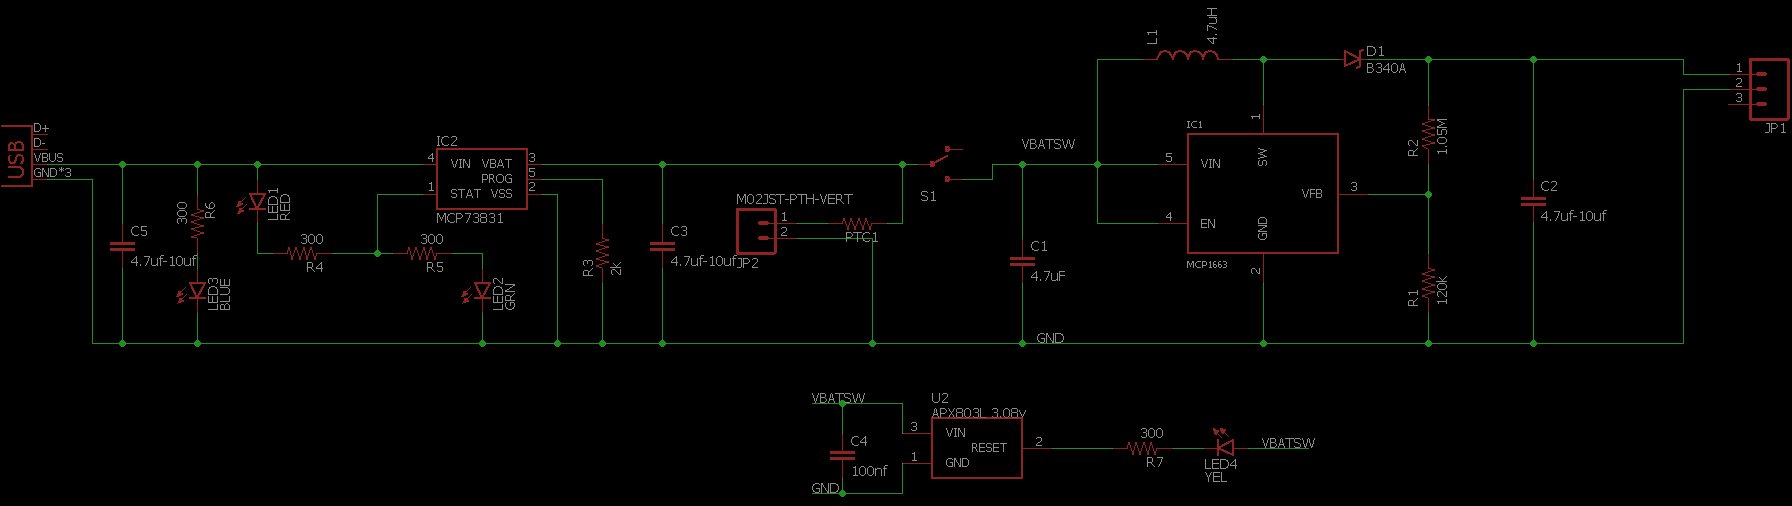 L1
4.7uH
D1
B340A
1
2
3
JP1
USB
D+
D-
VBUS
GND*3
IC2
4
VIN
VBAT
3
PROG
5
1
STAT
VSS
2
MCP73831
C5
4.7uf-10uf
300
R6
LED1
RED
300
R4
300
R5
LED3
BLUE
LED2
GRN
R3
2K
C3
4.7uf-10uf
M02JST-PTH-VERT
1
2
JP2
PTC1
S1
VBATSW
C1
4.7uF
GND
IC1
1
5
VIN
SW
VFB
3
4
EN
GND
2
MCP1663
R2
1.05M
R1
120k
C2
4.7uf-10uf
VBATSW
C4
100nf
GND
U2
APX803L 3.08v
3
VIN
RESET
2
1
GND
300
R7
LED4
YEL
VBATSW